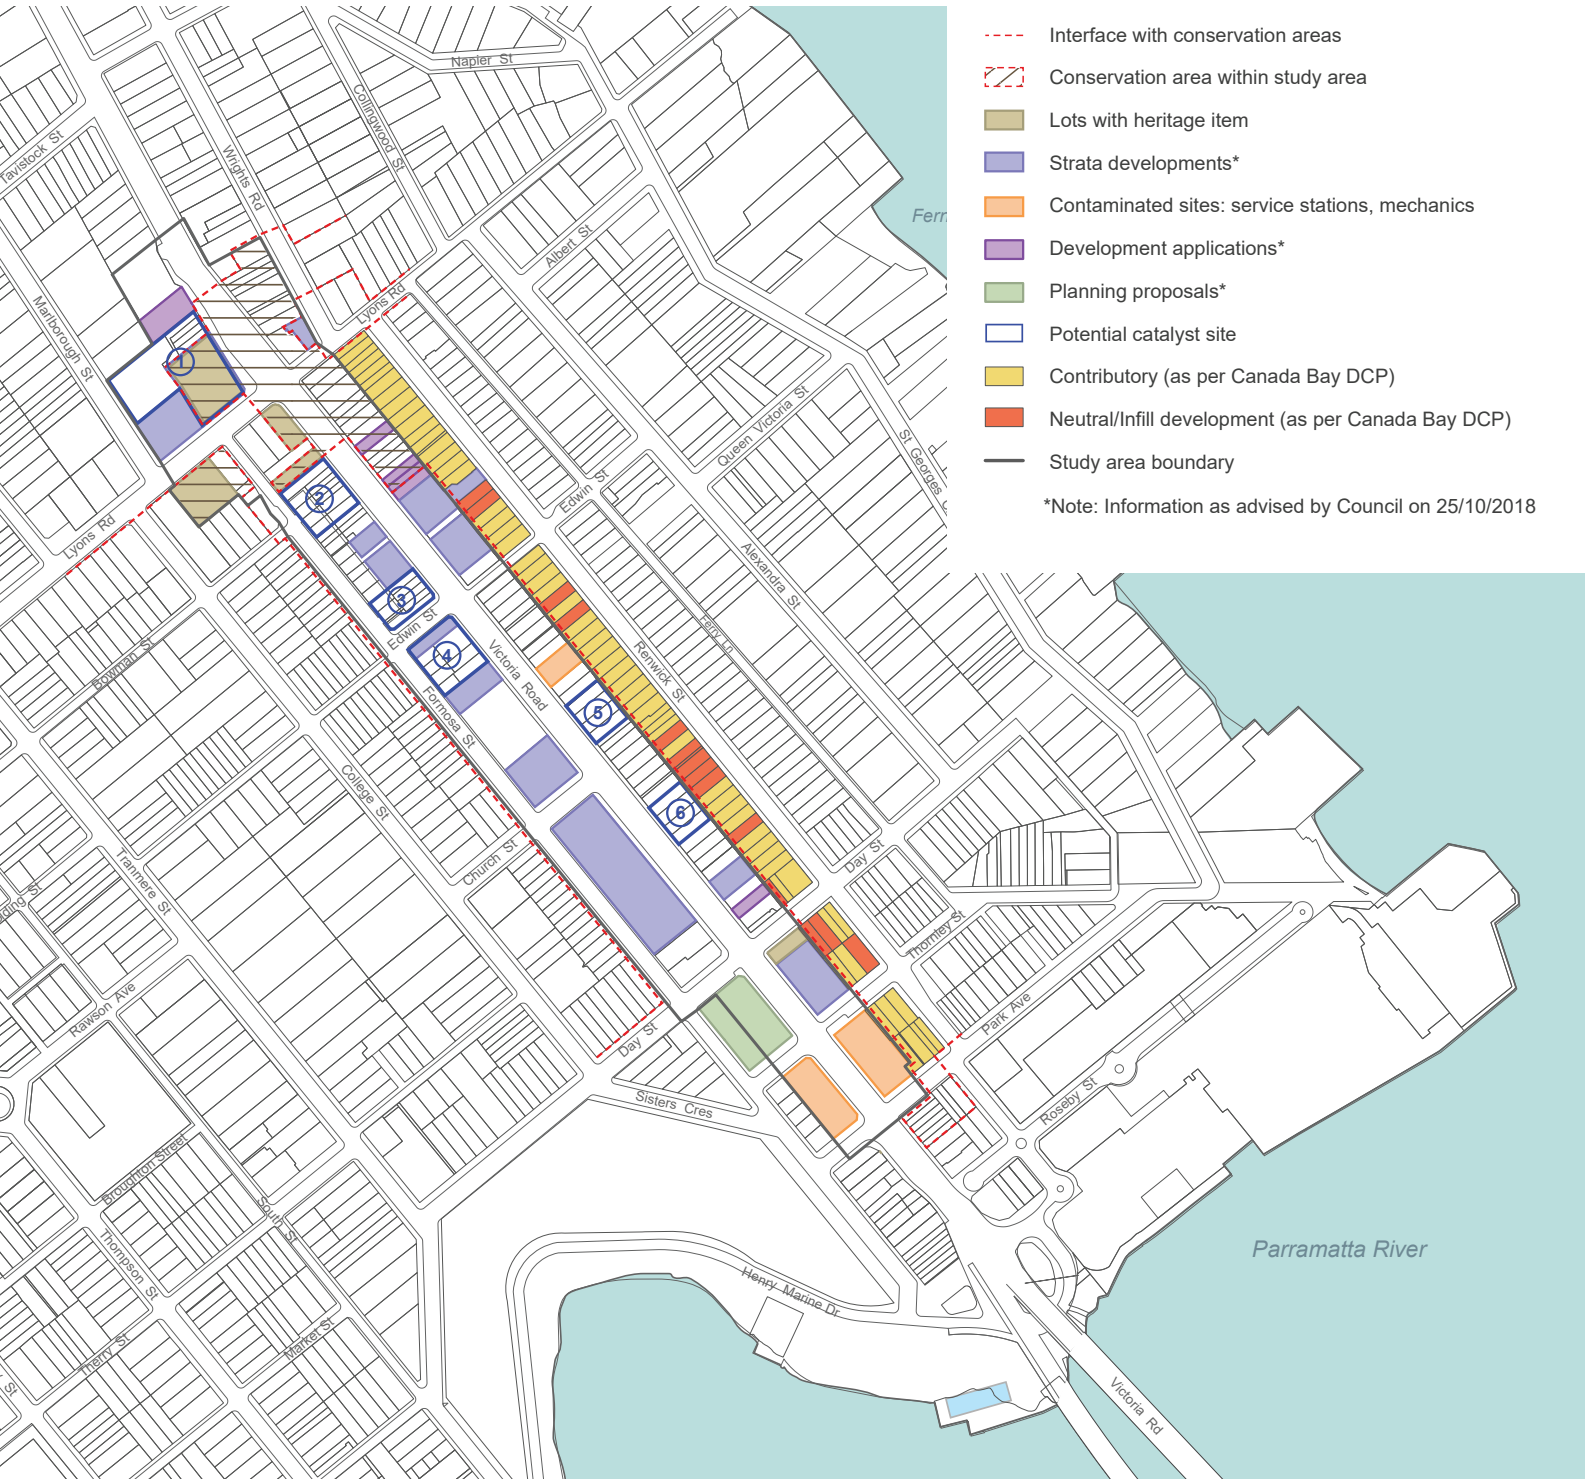 Interface with conservation areas
Conservation area within study area
Lots with heritage item
Strata developments*
Contaminated sites: service stations, mechanics
Development applications*
Planning proposals*
Potential catalyst site
Contributory (as per Canada Bay DCP)
Neutral/Infill development (as per Canada Bay DCP)
Study area boundary
*Note: Information as advised by Council on 25/10/2018
Napier St
Collingwood St
Tavistock St
Wrights Rd
Fern
Albert St
Lyons Rd
Marlborough St
1
Queen Victoria St
St Georges
Edwin St
2
Lyons Rd
Alexandra St
3
Edwin St
Ferry Ln
4
Renwick St
Bowman St
Victoria Road
5
Formosa St
College St
6
Church St
Day St
Tranmere St
Thornley St
Rawson Ave
Park Ave
Day St
Sisters Cres
Roseby St
Broughton Street
South St
Thompson St
Parramatta River
Henry Marine Dr
Market St
Therry St
St
Victoria Rd